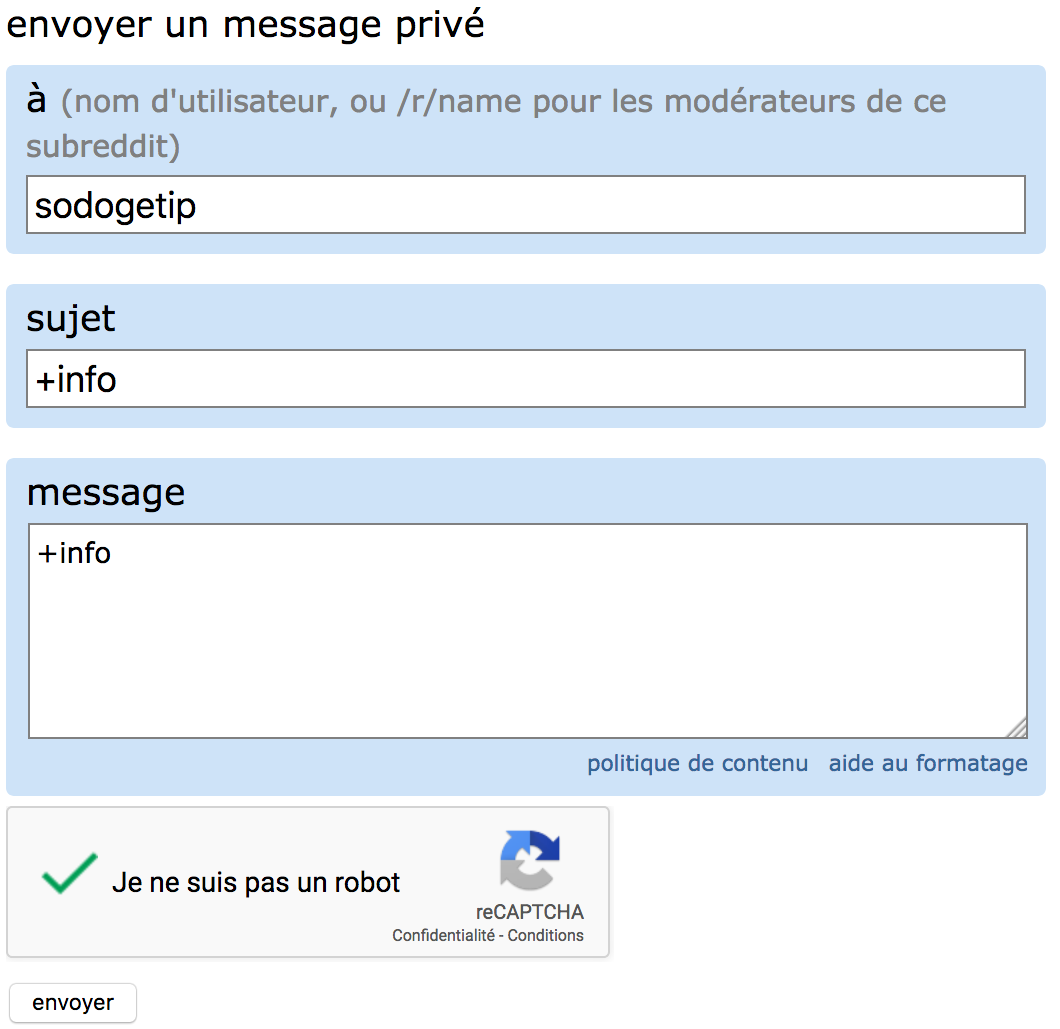 envoyer un message privé
à (nom d'utilisateur, ou /r/name pour les modérateurs de ce
subreddit)
sodogetip
sujet
+info
message
+info
politique de contenu aide au formatage
Je ne suis pas un robot
reCAPTCHA
Confidentialité - Conditions
envoyer